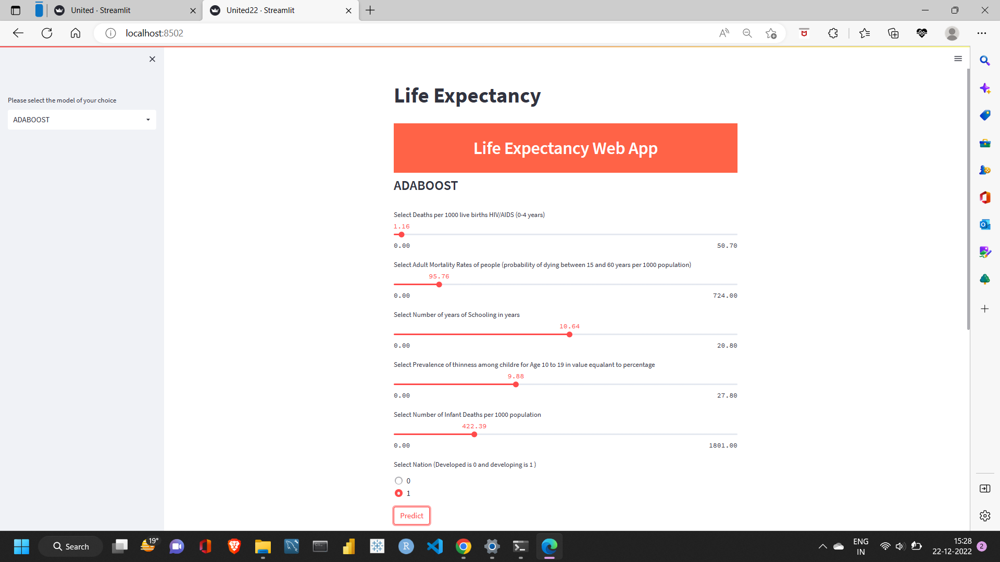 United · Streamlit
United22 · Streamlit
localhost:8502
Please select the model of your choice
ADABOOST
Life Expectancy
Life Expectancy Web App
ADABOOST
Select Deaths per 1000 live births HIV/AIDS (0-4 years)
1.16
0.00 50.70
Select Adult Mortality Rates of people (probability of dying between 15 and 60 years per 1000 population)
95.76
0.00 724.00
Select Number of years of Schooling in years
10.64
0.00 20.80
Select Prevalence of thinness among childre for Age 10 to 19 in value equalant to percentage
9.88
0.00 27.80
Select Number of Infant Deaths per 1000 population
422.39
0.00 1801.00
Select Nation (Developed is 0 and developing is 1 )
0
1
Predict
Search
19°
R
ENG
IN
15:28
22-12-2022
2